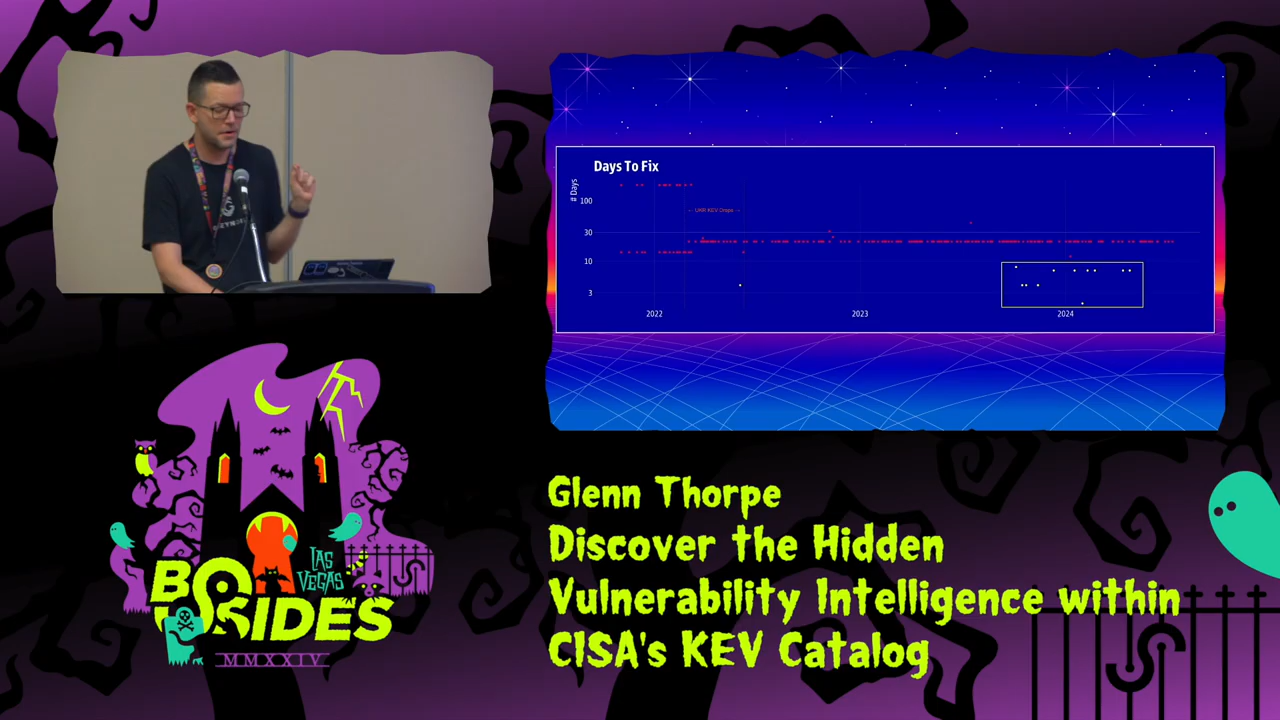 Days To Fix
# Days
100
30
10
3
2022
2023
2024
BSIDES
LAS
VEGAS
MMXXIV
Glenn Thorpe
Discover the Hidden
Vulnerability Intelligence within
CISA's KEV Catalog